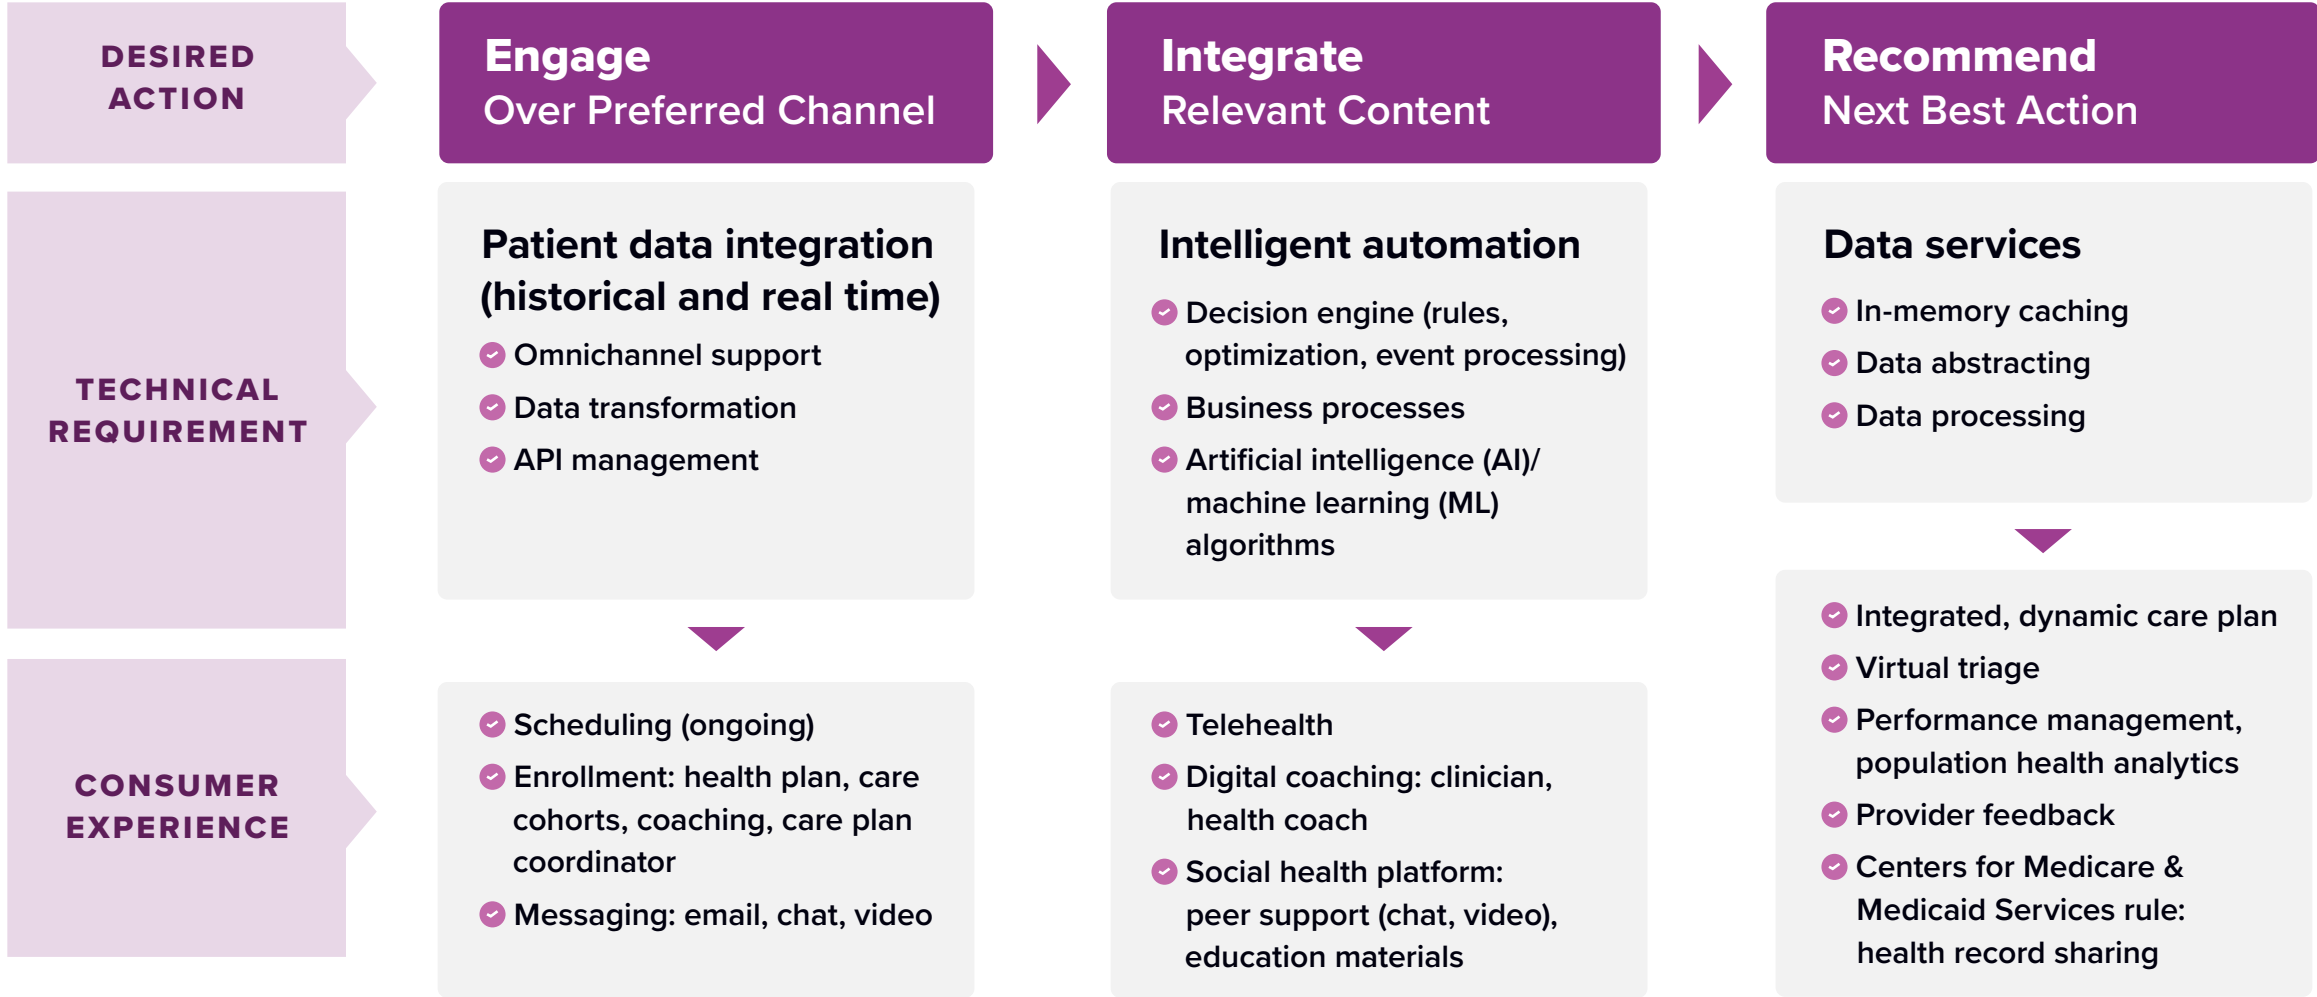 DESIRED
ACTION
Engage
Over Preferred Channel
Integrate
Relevant Content
Recommend
Next Best Action
TECHNICAL
REQUIREMENT
Patient data integration
(historical and real time)
Omnichannel support
Data transformation
API management
Intelligent automation
Decision engine (rules,
optimization, event processing)
Business processes
Artificial intelligence (AI)/
machine learning (ML)
algorithms
Data services
In-memory caching
Data abstracting
Data processing
CONSUMER
EXPERIENCE
Scheduling (ongoing)
Enrollment: health plan, care
cohorts, coaching, care plan
coordinator
Messaging: email, chat, video
Telehealth
Digital coaching: clinician,
health coach
Social health platform:
peer support (chat, video),
education materials
Integrated, dynamic care plan
Virtual triage
Performance management,
population health analytics
Provider feedback
Centers for Medicare &
Medicaid Services rule:
health record sharing